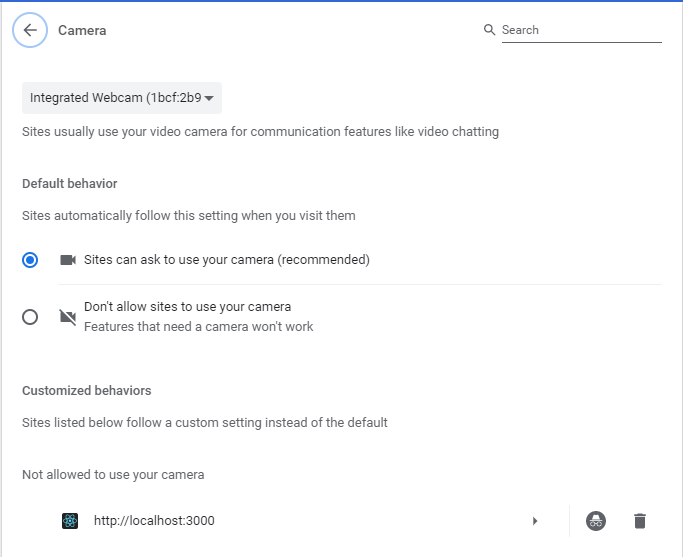 Camera
Search
Integrated Webcam (1bcf:2b9
Sites usually use your video camera for communication features like video chatting
Default behavior
Sites automatically follow this setting when you visit them
Sites can ask to use your camera (recommended)
Don't allow sites to use your camera
Features that need a camera won't work
Customized behaviors
Sites listed below follow a custom setting instead of the default
Not allowed to use your camera
http://localhost:3000